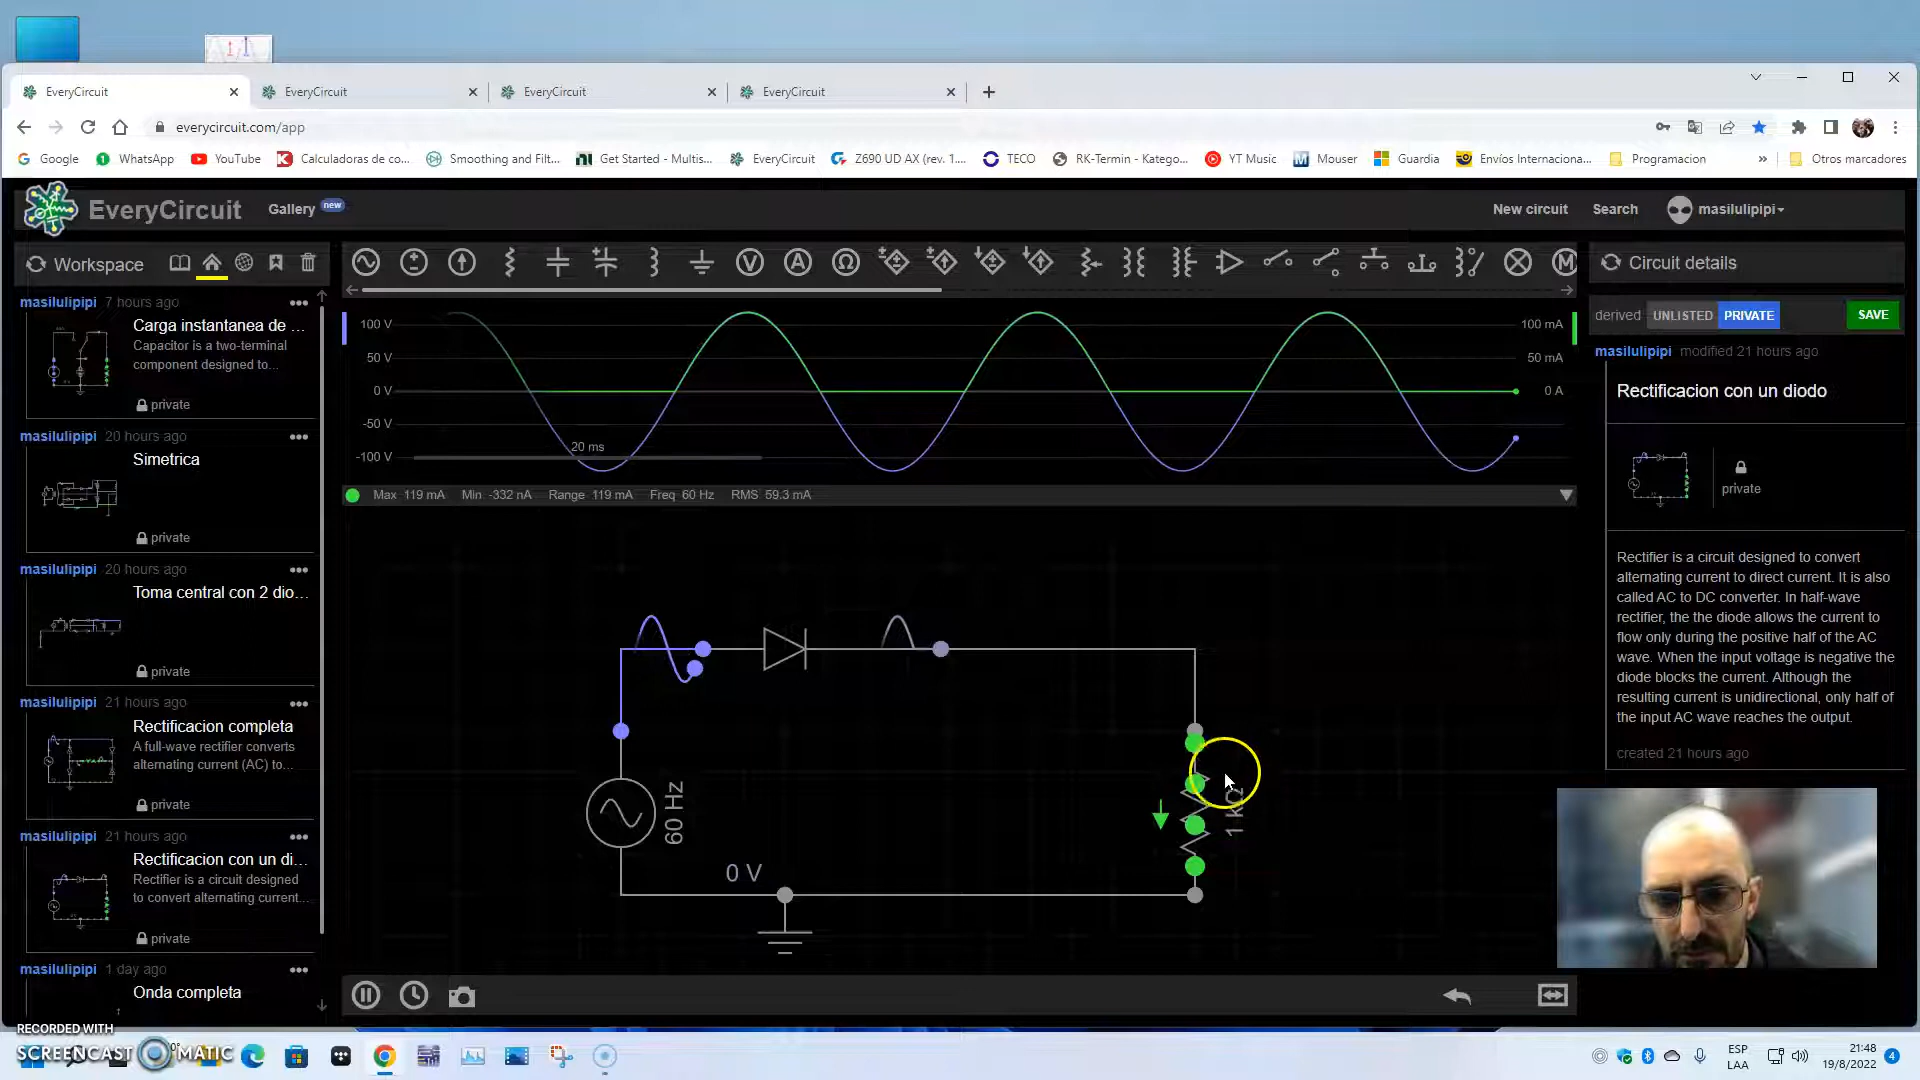 EveryCircuit
EveryCircuit
EveryCircuit
EveryCircuit
everycircuit.com/app
Google
WhatsApp
YouTube
Calculadoras de co...
Smoothing and Filt...
Get Started - Multis...
EveryCircuit
Z690 UD AX (rev. 1....
TECO
RK-Termin - Katego...
YT Music
Mouser
Guardia
Envíos Internaciona...
Programacion
»
Otros marcadores
EveryCircuit
Gallery new
New circuit
Search
masilulipipi
Workspace
masilulipipi 7 hours ago
Carga instantanea de ...
Capacitor is a two-terminal
component designed to...
private
masilulipipi 20 hours ago
Simetrica
private
masilulipipi 20 hours ago
Toma central con 2 dio...
private
masilulipipi 21 hours ago
Rectificacion completa
A full-wave rectifier converts
alternating current (AC) to...
private
masilulipipi 21 hours ago
Rectificacion con un di...
Rectifier is a circuit designed
to convert alternating current...
private
masilulipipi 1 day ago
Onda completa
100 V
50 V
0 V
-50 V
-100 V
20 ms
100 mA
50 mA
0 A
Max 119 mA Min -332 nA Range 119 mA Freq 60 Hz RMS 59.3 mA
60 Hz
0 V
1 kΩ
Circuit details
derived UNLISTED PRIVATE SAVE
masilulipipi modified 21 hours ago
Rectificacion con un diodo
private
Rectifier is a circuit designed to convert
alternating current to direct current. It is also
called AC to DC converter. In half-wave
rectifier, the the diode allows the current to
flow only during the positive half of the AC
wave. When the input voltage is negative the
diode blocks the current. Although the
resulting current is unidirectional, only half of
the input AC wave reaches the output.
created 21 hours ago
RECORDED WITH
SCREENCAST MATIC
ESP
LAA
21:48
19/8/2022
4